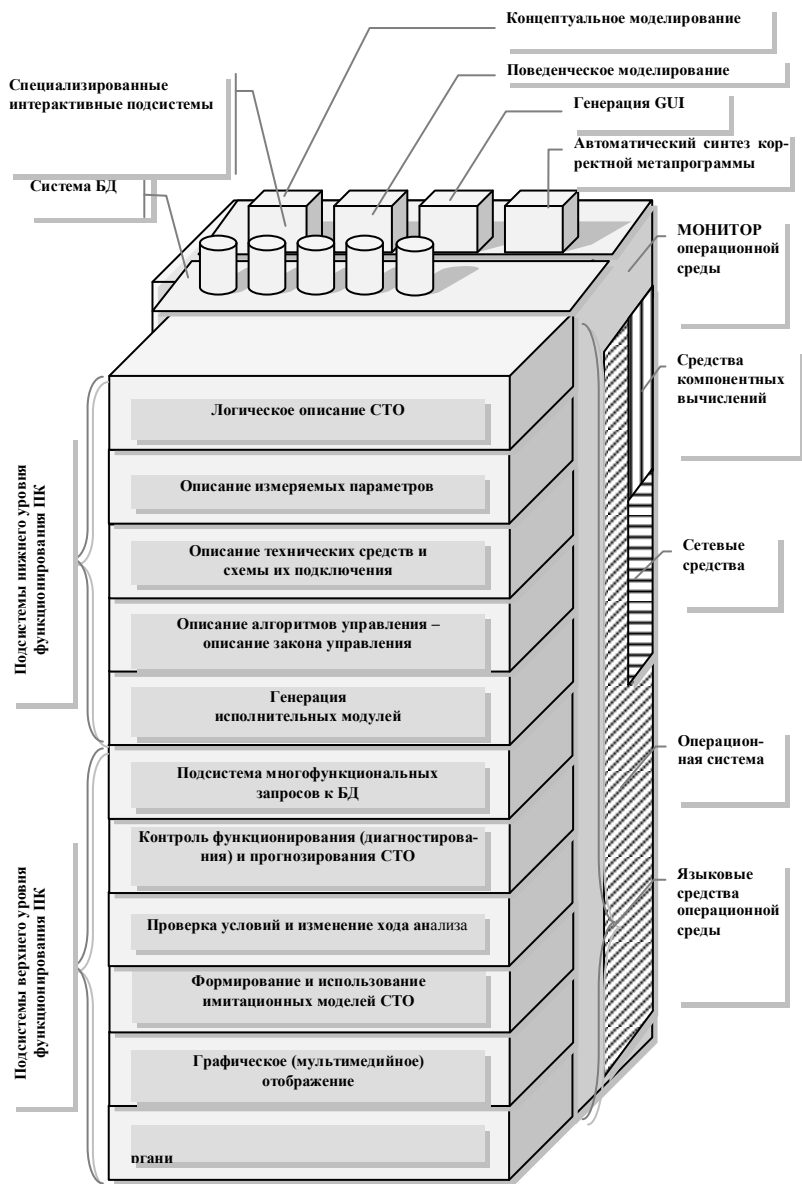 Концептуальное моделирование
Поведенческое моделирование
Специализированные
интерактивные подсистемы
Генерация GUI
Автоматический синтез кор-
ректной метапрограммы
Система БД
МОНИТОР
операционной
среды
Средства
компонентных
вычислений
Сетевые
средства
Операцион-
ная система
Языковые
средства
операционной
среды
Подсистемы нижнего уровня
функционирования ПК
Логическое описание СТО
Описание измеряемых параметров
Описание технических средств и
схемы их подключения
Описание алгоритмов управления –
описание закона управления
Генерация
исполнительных модулей
Подсистемы верхнего уровня
функционирования ПК
Подсистема многофункциональных
запросов к БД
Контроль функционирования (диагностирова-
ния) и прогнозирования СТО
Проверка условий и изменение хода анализа
Формирование и использование
имитационных моделей СТО
Графическое (мультимедийное)
отображение
ргани